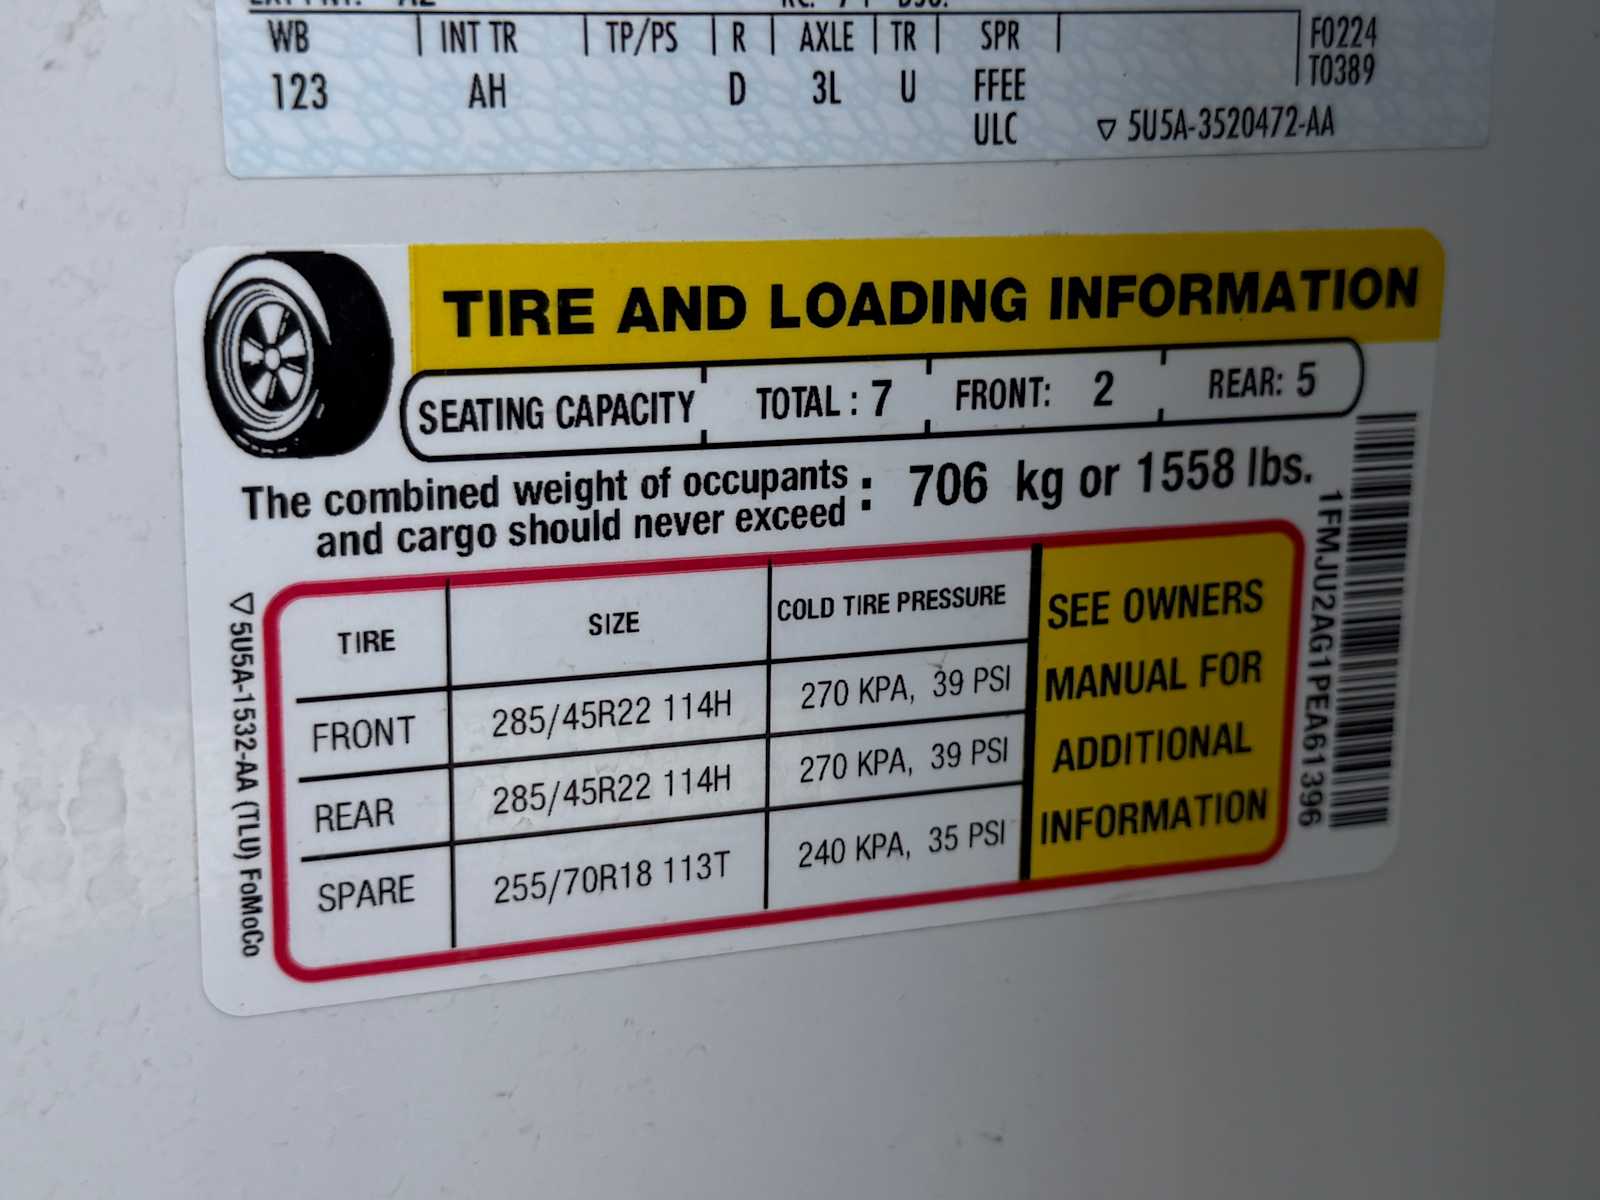 WB INT TR TP/PS R AXLE TR SPR F0224
T0389
123 AH D 3L U FFEE
ULC ▽ 5U5A-3520472-AA
TIRE AND LOADING INFORMATION
SEATING CAPACITY TOTAL : 7 FRONT: 2 REAR: 5
The combined weight of occupants
and cargo should never exceed : 706 kg or 1558 lbs.
TIRE SIZE COLD TIRE PRESSURE
FRONT 285/45R22 114H 270 KPA, 39 PSI
REAR 285/45R22 114H 270 KPA, 39 PSI
SPARE 255/70R18 113T 240 KPA, 35 PSI
SEE OWNERS
MANUAL FOR
ADDITIONAL
INFORMATION
1FMJU2AG1PEA61396
▽5U5A-1532-AA (TLU) FoMoCo